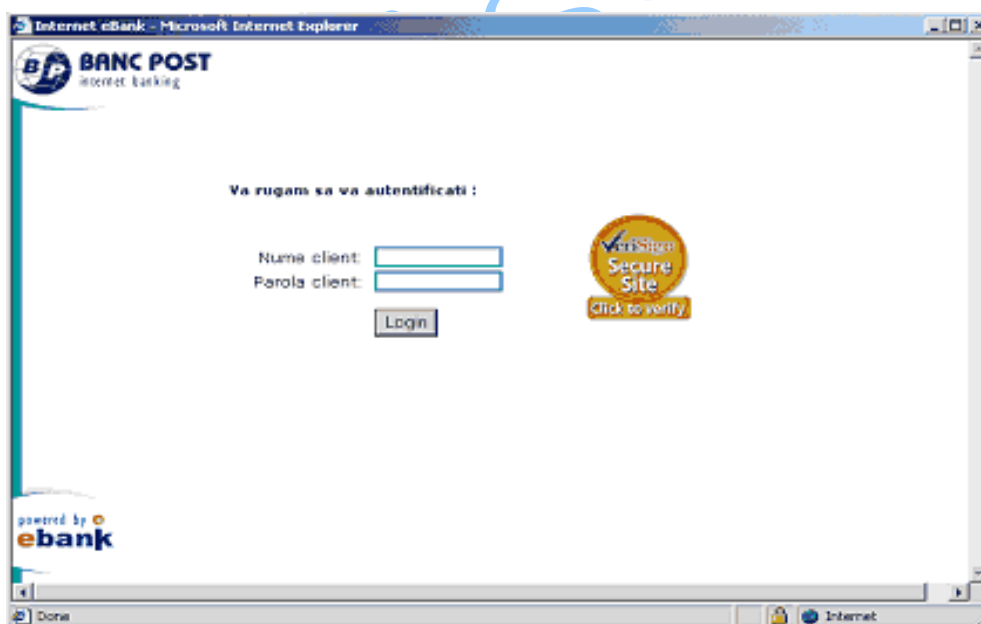 Internet eBank - Microsoft Internet Explorer
BP
BANC POST
internet banking
Va rugam sa va autentificati :
Nume client:
Parola client:
Login
VeriSign
Secure
Site
Click to verify
powered by e
ebank
Done
Internet